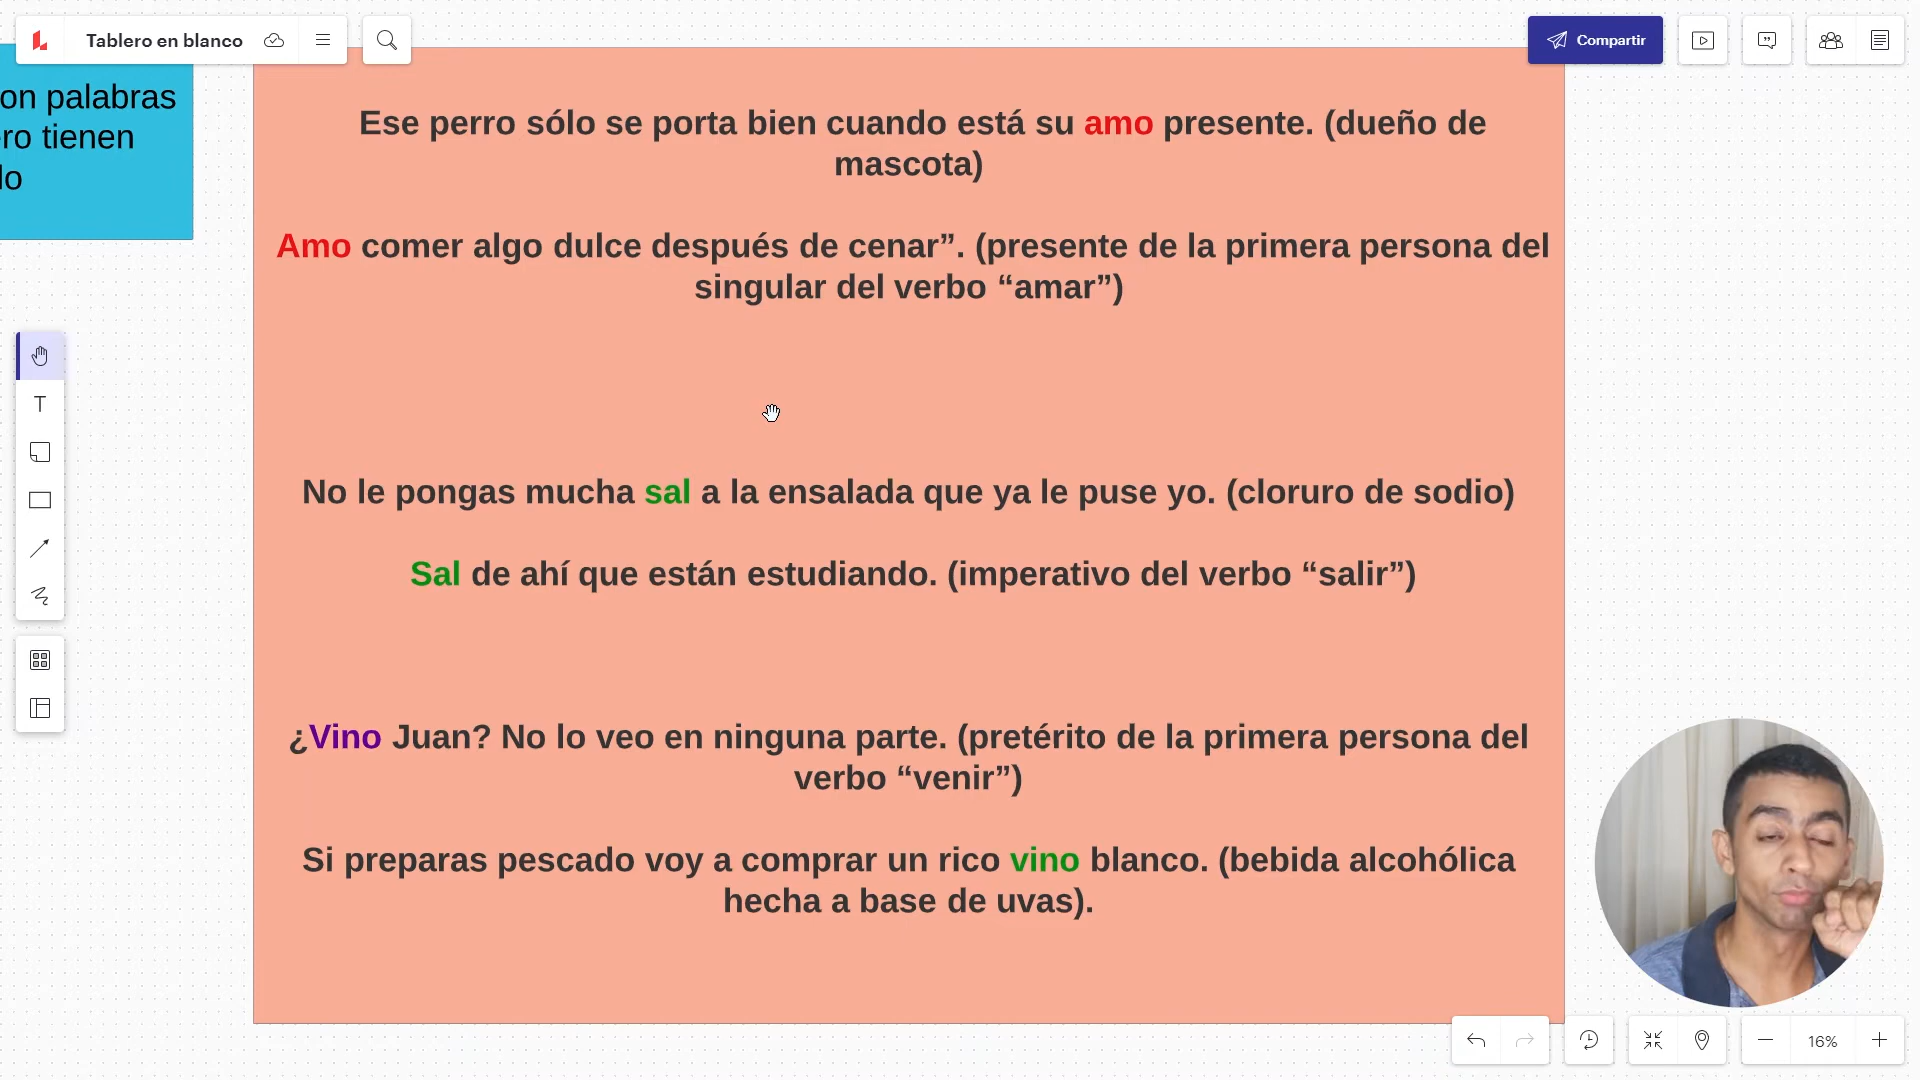 Tablero en blanco
Compartir
on palabras
ro tienen
lo
Ese perro sólo se porta bien cuando está su amo presente. (dueño de
mascota)
Amo comer algo dulce después de cenar”. (presente de la primera persona del
singular del verbo “amar”)
No le pongas mucha sal a la ensalada que ya le puse yo. (cloruro de sodio)
Sal de ahí que están estudiando. (imperativo del verbo “salir”)
¿Vino Juan? No lo veo en ninguna parte. (pretérito de la primera persona del
verbo “venir”)
Si preparas pescado voy a comprar un rico vino blanco. (bebida alcohólica
hecha a base de uvas).
16%